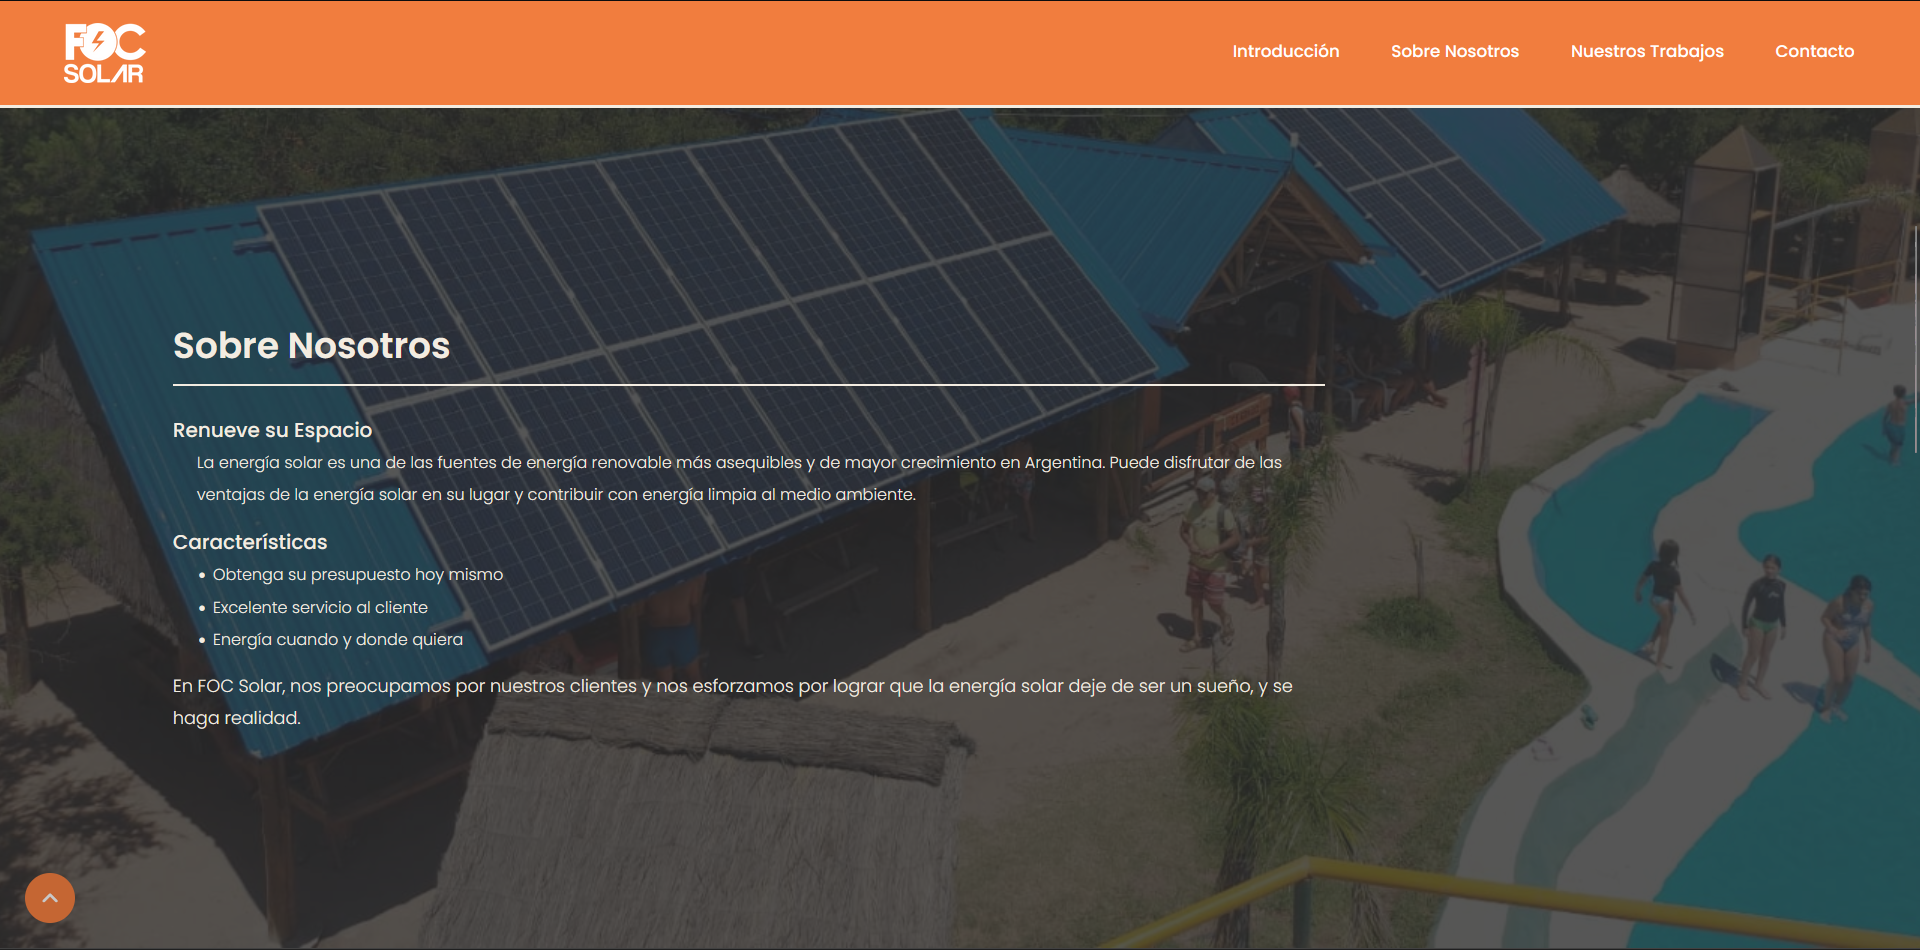 FOC
SOLAR
Introducción
Sobre Nosotros
Nuestros Trabajos
Contacto
Sobre Nosotros
Renueve su Espacio
La energía solar es una de las fuentes de energía renovable más asequibles y de mayor crecimiento en Argentina. Puede disfrutar de las
ventajas de la energía solar en su lugar y contribuir con energía limpia al medio ambiente.
Características
• Obtenga su presupuesto hoy mismo
• Excelente servicio al cliente
• Energía cuando y donde quiera
En FOC Solar, nos preocupamos por nuestros clientes y nos esforzamos por lograr que la energía solar deje de ser un sueño, y se
haga realidad.